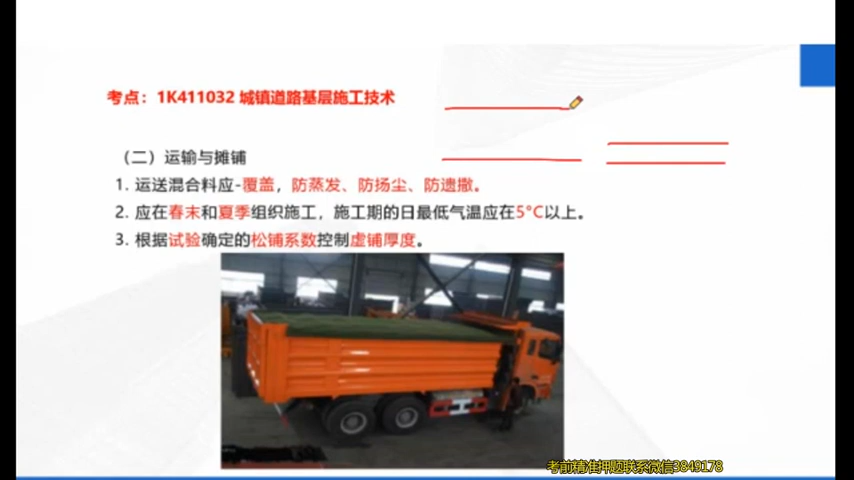 考点：1K411032 城镇道路基层施工技术
（二）运输与摊铺
1. 运送混合料应-覆盖，防蒸发、防扬尘、防遗撒。
2. 应在春末和夏季组织施工，施工期的日最低气温应在5°C以上。
3. 根据试验确定的松铺系数控制虚铺厚度。
考前精准押题联系微信3849178